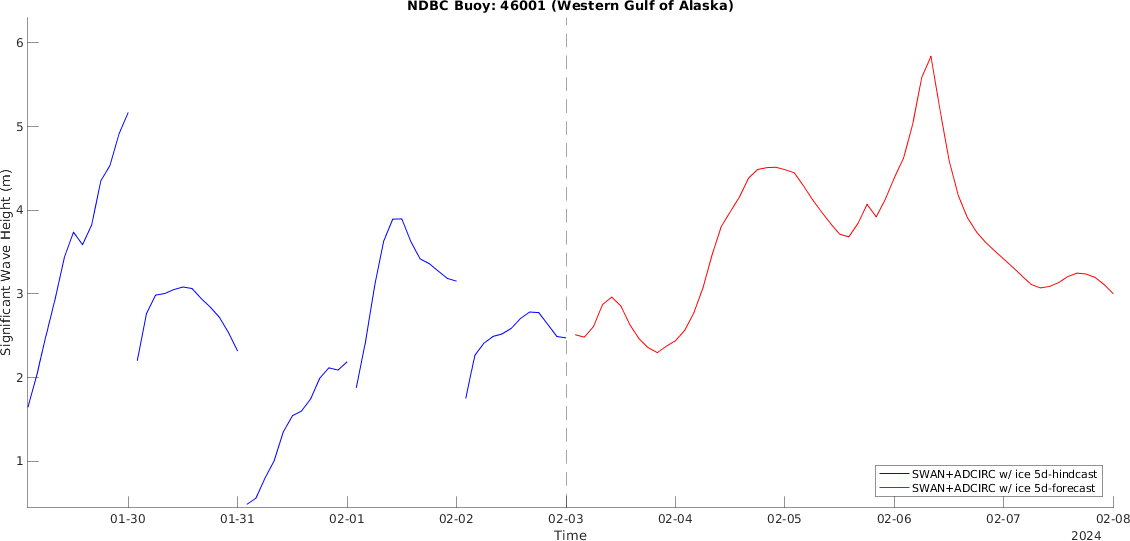 NDBC Buoy: 46001 (Western Gulf of Alaska)
Significant Wave Height (m)
6
5
4
3
2
1
SWAN+ADCIRC w/ ice 5d-hindcast
SWAN+ADCIRC w/ ice 5d-forecast
01-30 01-31 02-01 02-02 02-03 02-04 02-05 02-06 02-07 02-08
Time
2024